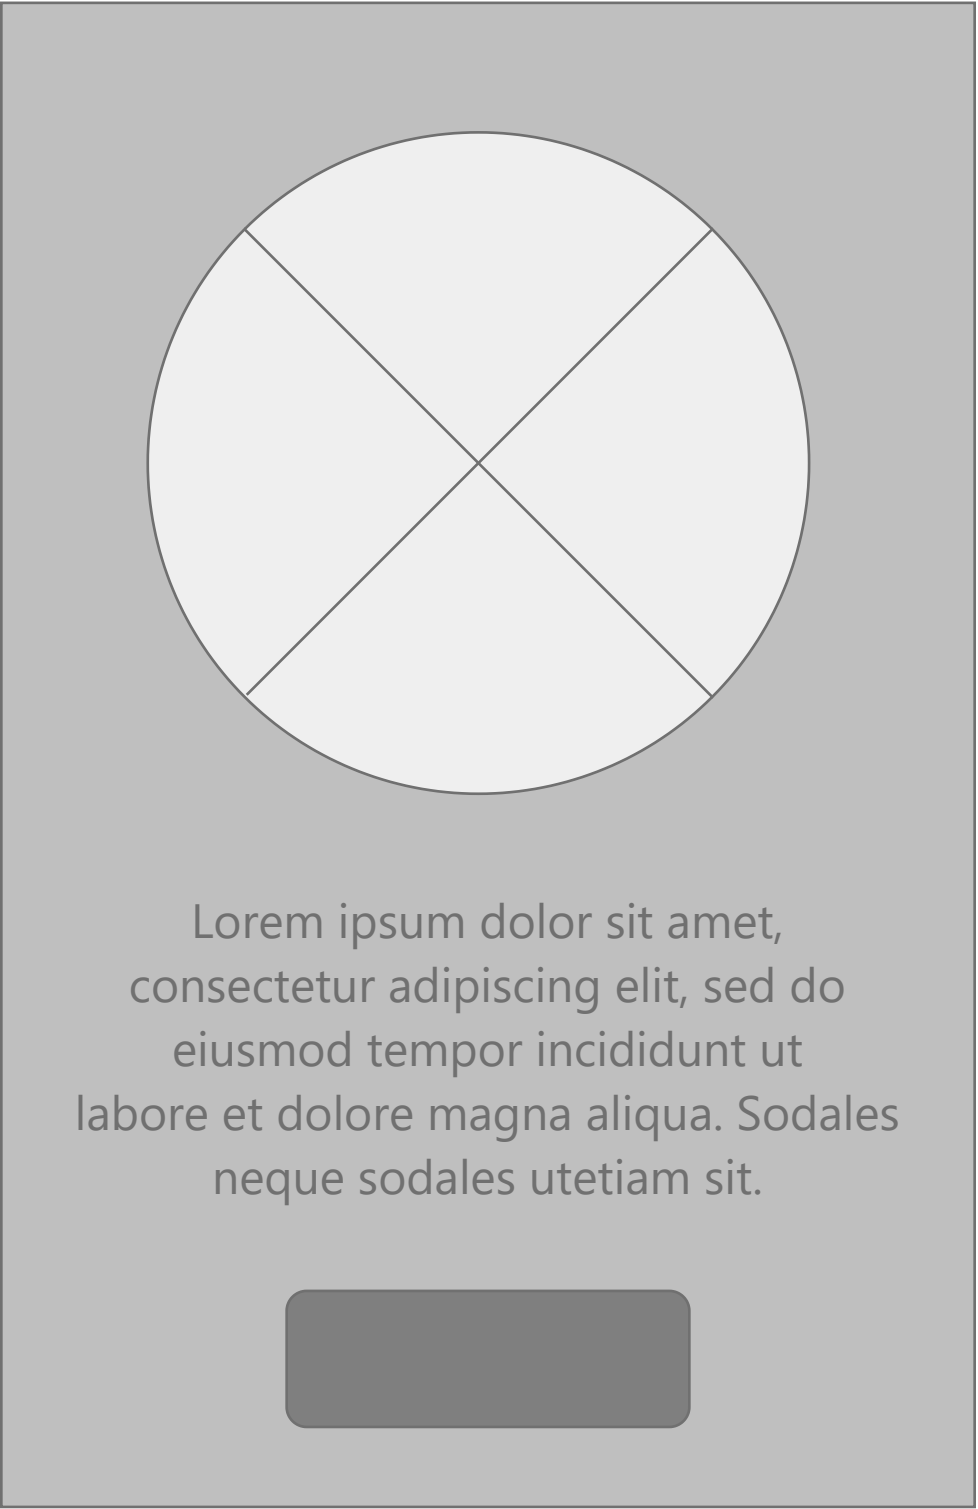 Lorem ipsum dolor sit amet,
consectetur adipiscing elit, sed do
eiusmod tempor incididunt ut
labore et dolore magna aliqua. Sodales
neque sodales utetiam sit.